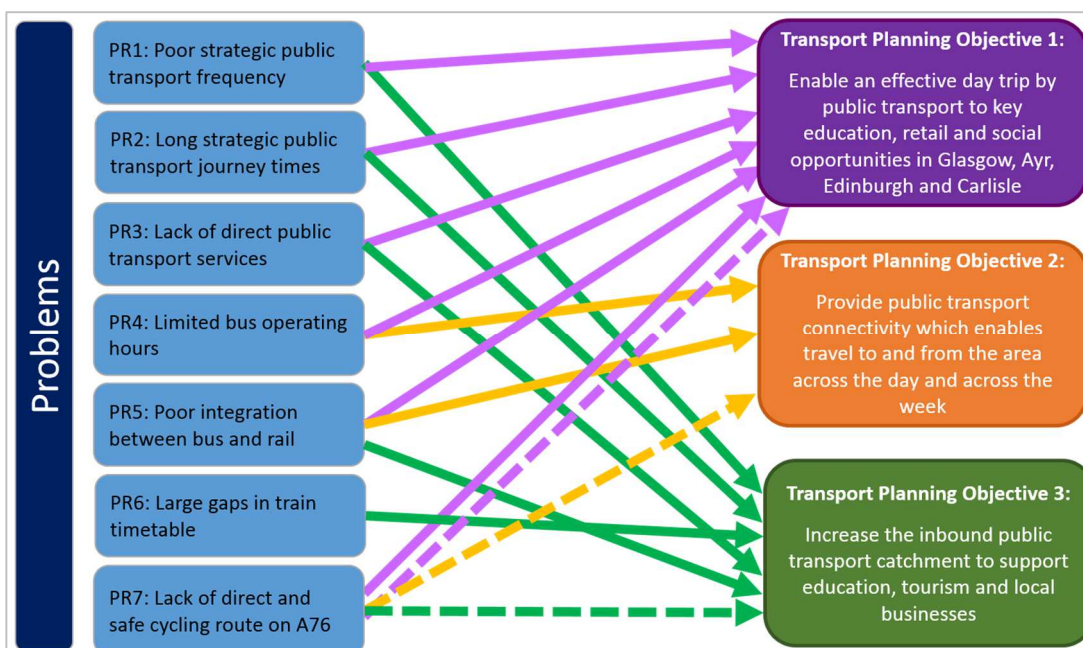 Problems
PR1: Poor strategic public
transport frequency
PR2: Long strategic public
transport journey times
PR3: Lack of direct public
transport services
PR4: Limited bus operating
hours
PR5: Poor integration
between bus and rail
PR6: Large gaps in train
timetable
PR7: Lack of direct and
safe cycling route on A76
Transport Planning Objective 1:
Enable an effective day trip by
public transport to key
education, retail and social
opportunities in Glasgow, Ayr,
Edinburgh and Carlisle
Transport Planning Objective 2:
Provide public transport
connectivity which enables
travel to and from the area
across the day and across the
week
Transport Planning Objective 3:
Increase the inbound public
transport catchment to support
education, tourism and local
businesses